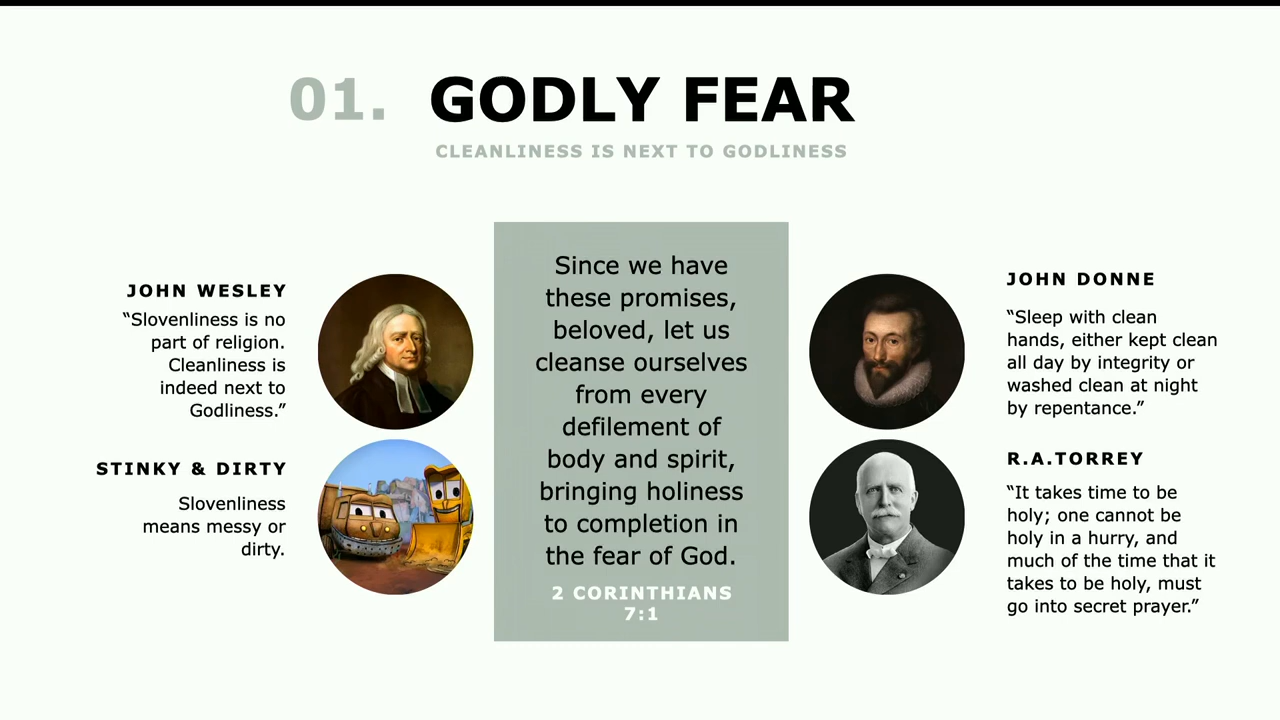 01. GODLY FEAR
CLEANLINESS IS NEXT TO GODLINESS
JOHN WESLEY
“Slovenliness is no
part of religion.
Cleanliness is
indeed next to
Godliness.”
STINKY & DIRTY
Slovenliness
means messy or
dirty.
Since we have
these promises,
beloved, let us
cleanse ourselves
from every
defilement of
body and spirit,
bringing holiness
to completion in
the fear of God.
2 CORINTHIANS
7:1
JOHN DONNE
“Sleep with clean
hands, either kept clean
all day by integrity or
washed clean at night
by repentance.”
R.A.TORREY
“It takes time to be
holy; one cannot be
holy in a hurry, and
much of the time that it
takes to be holy, must
go into secret prayer.”